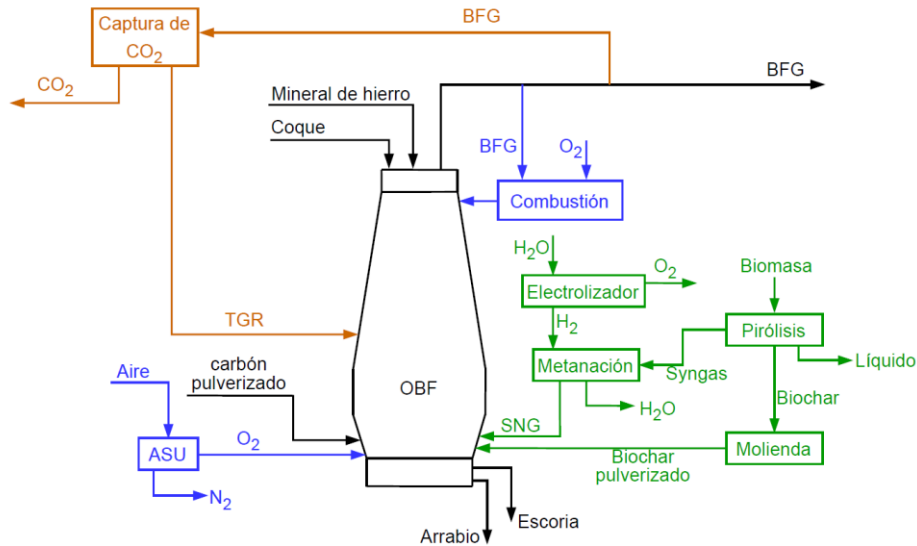 BFG
Captura de
CO2
CO2
BFG
Mineral de hierro
Coque
BFG
O2
Combustión
H2O
O2
Biomasa
Electrolizador
H2
TGR
Pirólisis
Metanación
Syngas
Líquido
Aire
carbón
pulverizado
OBF
H2O
Biochar
SNG
O2
ASU
Molienda
Biochar
pulverizado
N2
Escoria
Arrabio